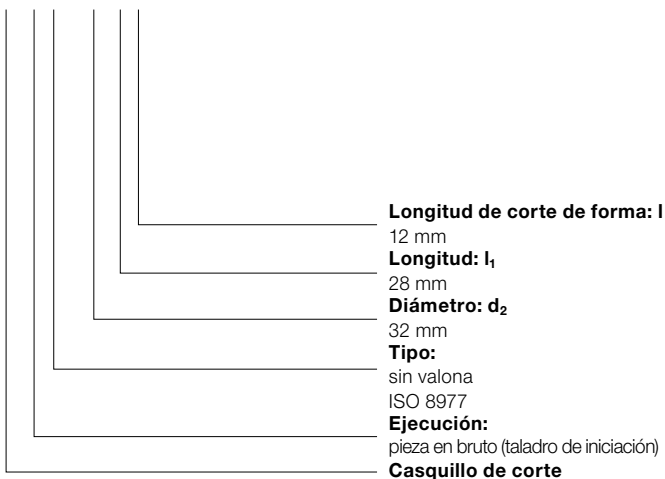 Longitud de corte de forma: l
12 mm
Longitud: l₁
28 mm
Diámetro: d₂
32 mm
Tipo:
sin valona
ISO 8977
Ejecución:
pieza en bruto (taladro de iniciación)
Casquillo de corte